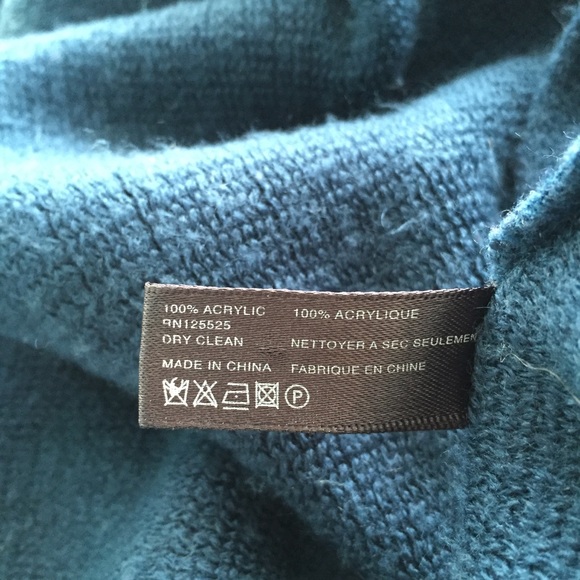 100% ACRYLIC 100% ACRYLIQUE
RN125525
DRY CLEAN NETTOYER A SEC SEULEMEN
MADE IN CHINA FABRIQUE EN CHINE
P